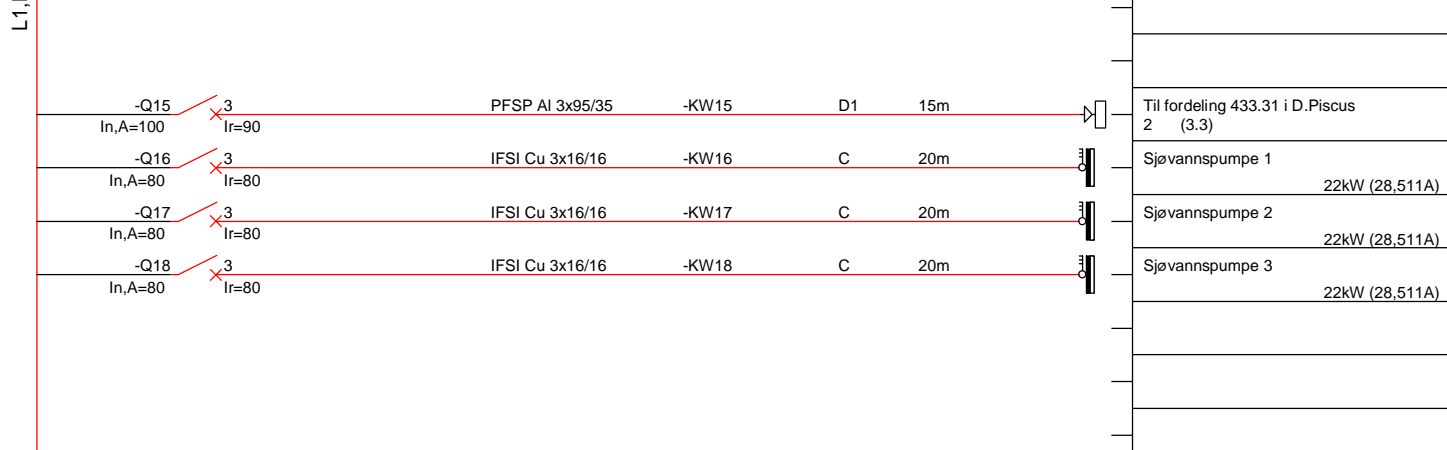 L1,
-Q15 3 PFSP Al 3x95/35 -KW15 D1 15m Til fordeling 433.31 i D.Piscus
In,A=100 Ir=90 2 (3.3)
-Q16 3 IFSI Cu 3x16/16 -KW16 C 20m Sjøvannspumpe 1
In,A=80 Ir=80 22kW (28,511A)
-Q17 3 IFSI Cu 3x16/16 -KW17 C 20m Sjøvannspumpe 2
In,A=80 Ir=80 22kW (28,511A)
-Q18 3 IFSI Cu 3x16/16 -KW18 C 20m Sjøvannspumpe 3
In,A=80 Ir=80 22kW (28,511A)